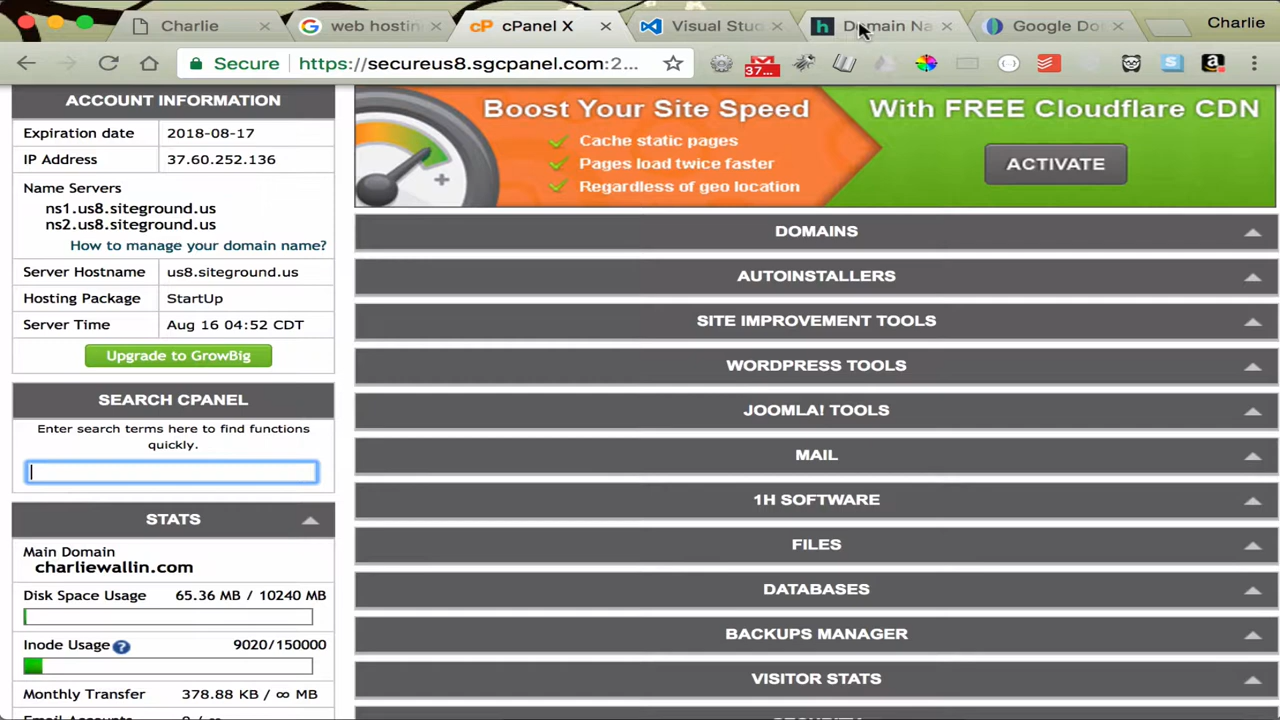 Charlie
web hostin
cP cPanel X
Visual Stu
h Domain Na
Google Do
Charlie
Secure https://secureus8.sgcpanel.com:2...
37...
S
a
ACCOUNT INFORMATION
Expiration date 2018-08-17
IP Address 37.60.252.136
Name Servers
ns1.us8.siteground.us
ns2.us8.siteground.us
How to manage your domain name?
Server Hostname us8.siteground.us
Hosting Package StartUp
Server Time Aug 16 04:52 CDT
Upgrade to GrowBig
SEARCH CPANEL
Enter search terms here to find functions
quickly.
STATS
Main Domain
charliewallin.com
Disk Space Usage 65.36 MB / 10240 MB
Inode Usage ? 9020/150000
Monthly Transfer 378.88 KB / ∞ MB
Boost Your Site Speed
Cache static pages
Pages load twice faster
Regardless of geo location
With FREE Cloudflare CDN
ACTIVATE
DOMAINS
AUTOINSTALLERS
SITE IMPROVEMENT TOOLS
WORDPRESS TOOLS
JOOMLA! TOOLS
MAIL
1H SOFTWARE
FILES
DATABASES
BACKUPS MANAGER
VISITOR STATS